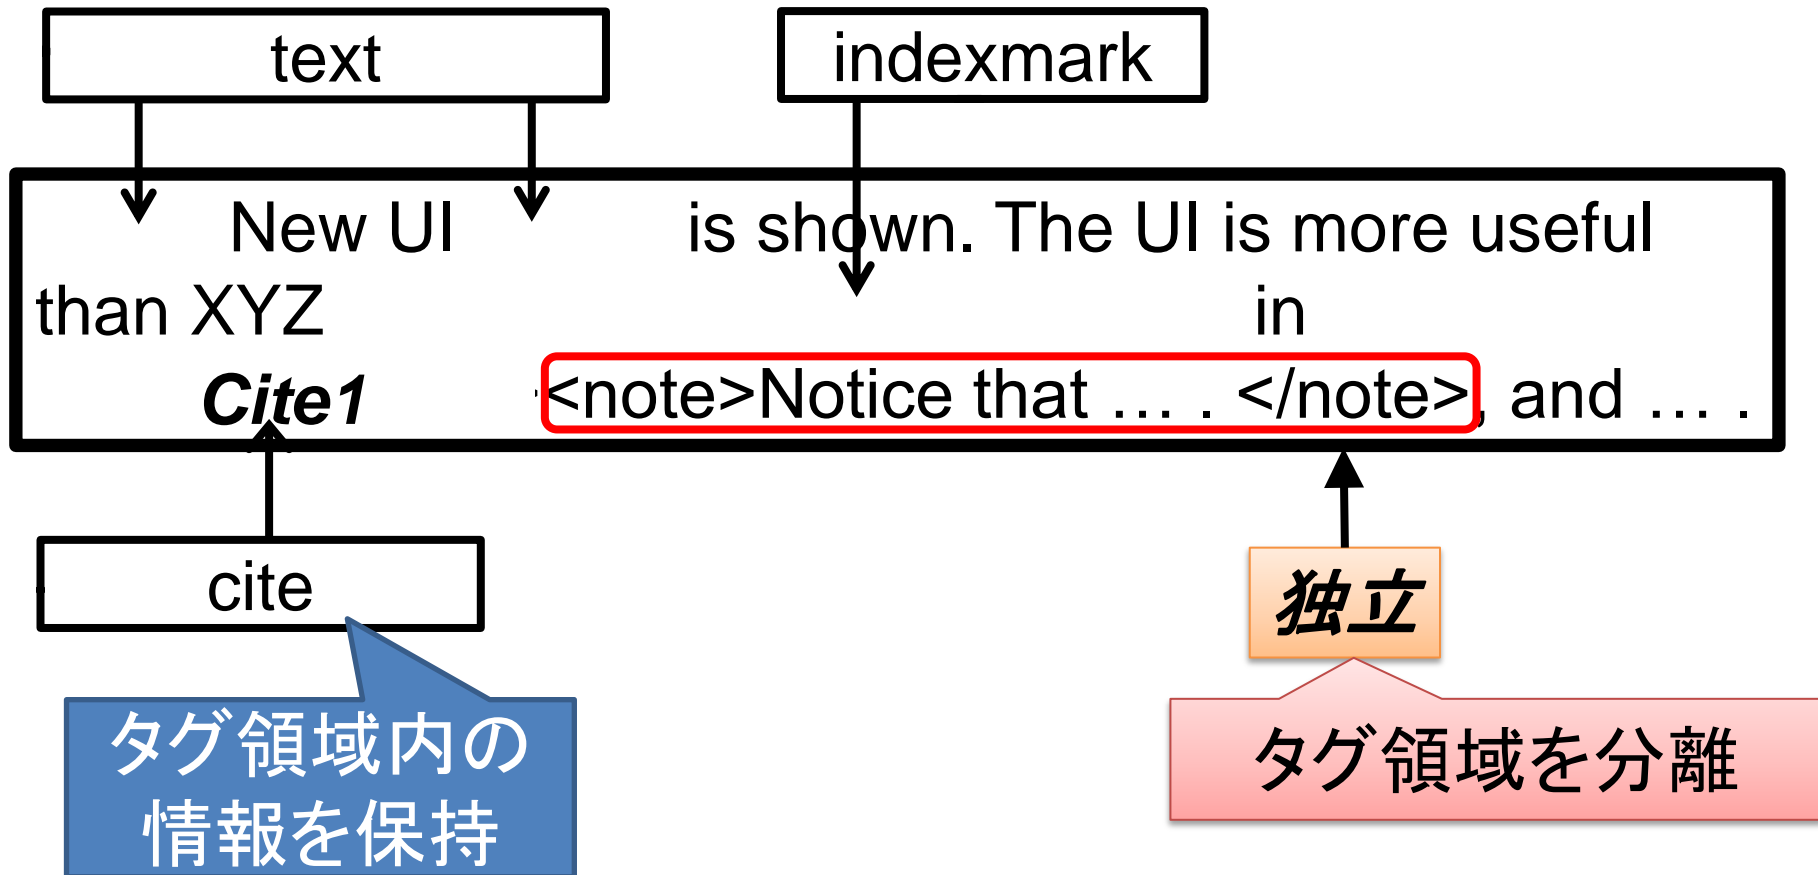 text
indexmark
New UI is shown. The UI is more useful
than XYZ in
Cite1 <note>Notice that … . </note>, and … .
cite
独立
タグ領域内の
情報を保持
タグ領域を分離